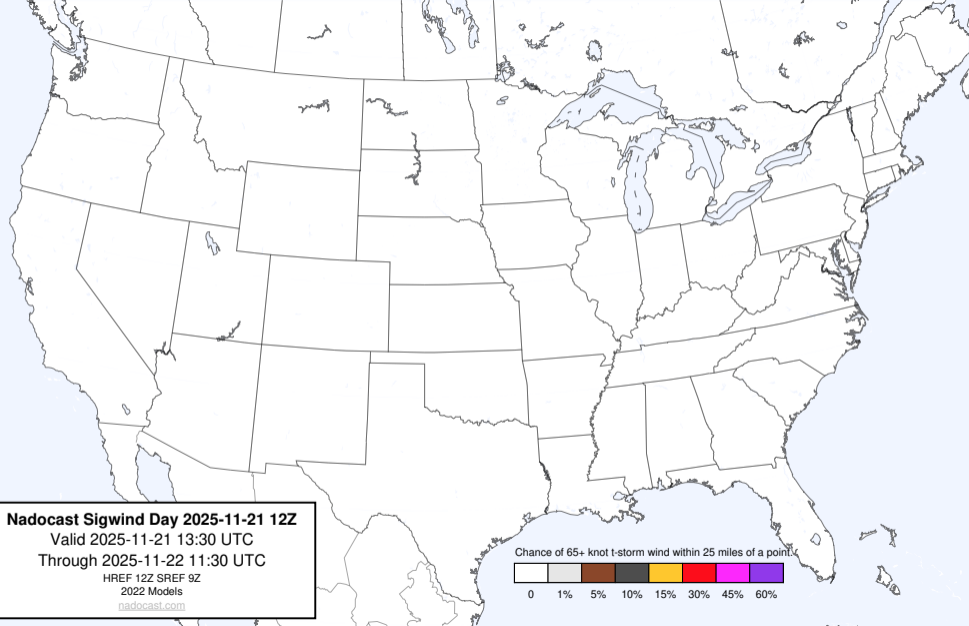 Nadocast Sigwind Day 2025-11-21 12Z
Valid 2025-11-21 13:30 UTC
Through 2025-11-22 11:30 UTC
HREF 12Z SREF 9Z
2022 Models
nadocast.com
Chance of 65+ knot t-storm wind within 25 miles of a point.
0 1% 5% 10% 15% 30% 45% 60%